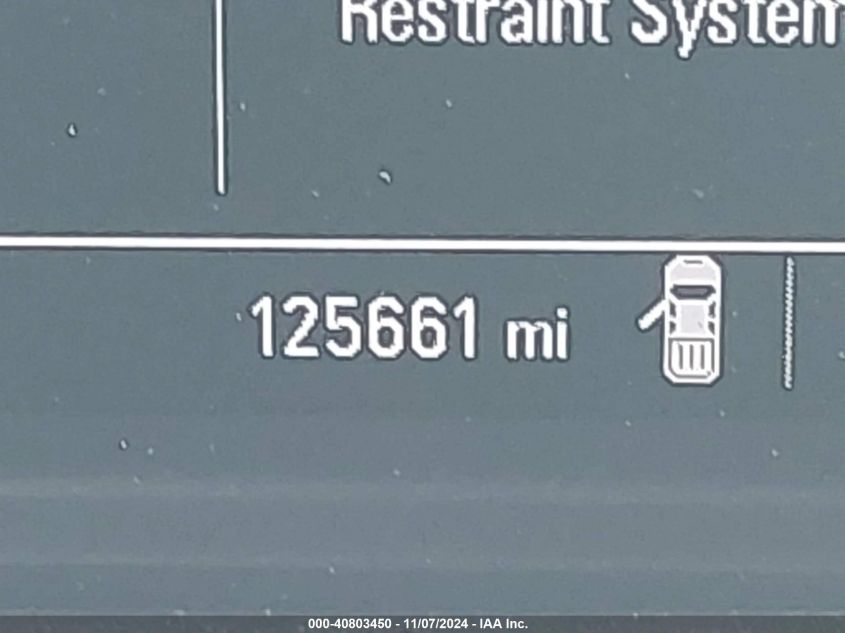 Restraint System
125661 mi
000-40803450 - 11/07/2024 - IAA Inc.